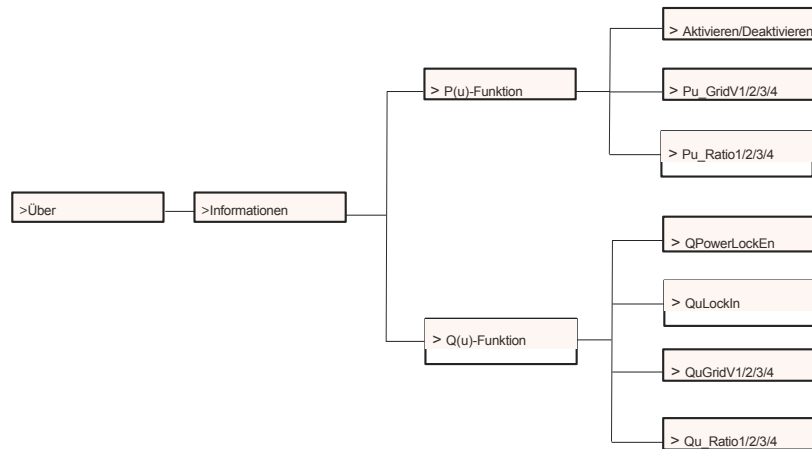 >Über
>Informationen
> P(u)-Funktion
> Aktivieren/Deaktivieren
> Pu_GridV1/2/3/4
> Pu_Ratio1/2/3/4
> Q(u)-Funktion
> QPowerLockEn
> QuLockIn
> QuGridV1/2/3/4
> Qu_Ratio1/2/3/4